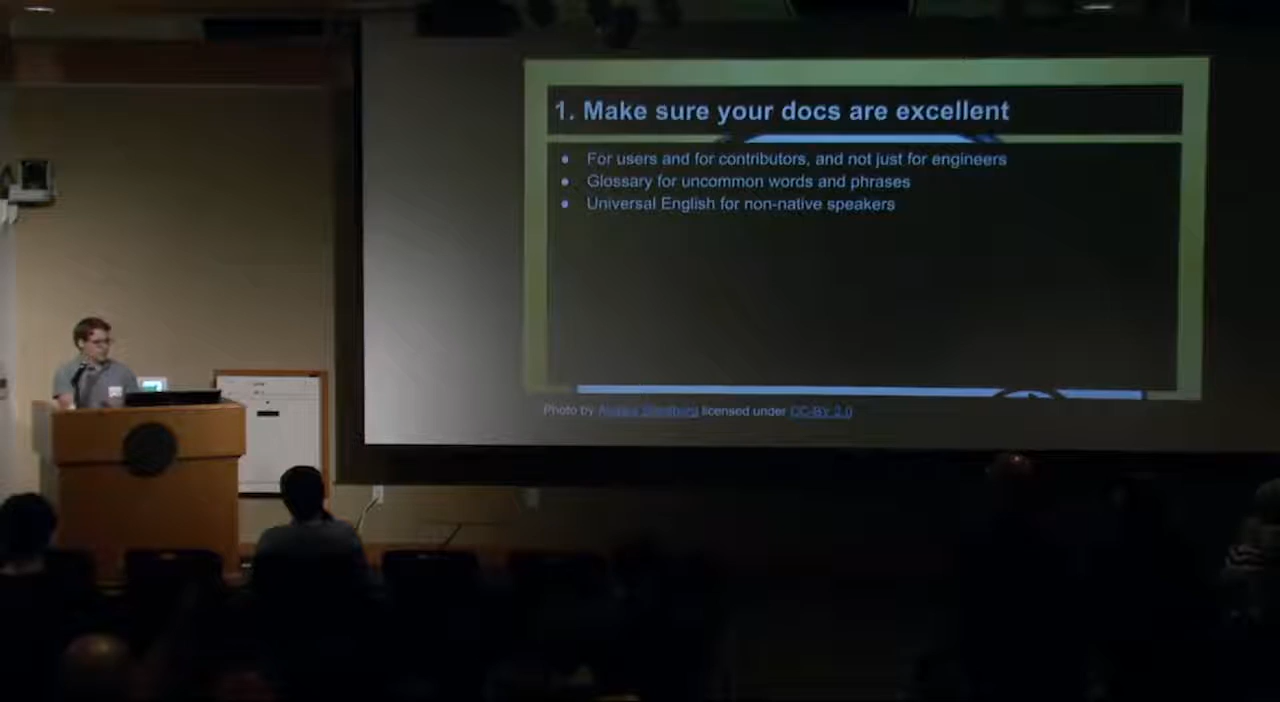 1. Make sure your docs are excellent
● For users and for contributors, and not just for engineers
● Glossary for uncommon words and phrases
● Universal English for non-native speakers
Photo by licensed under CC-BY 2.0